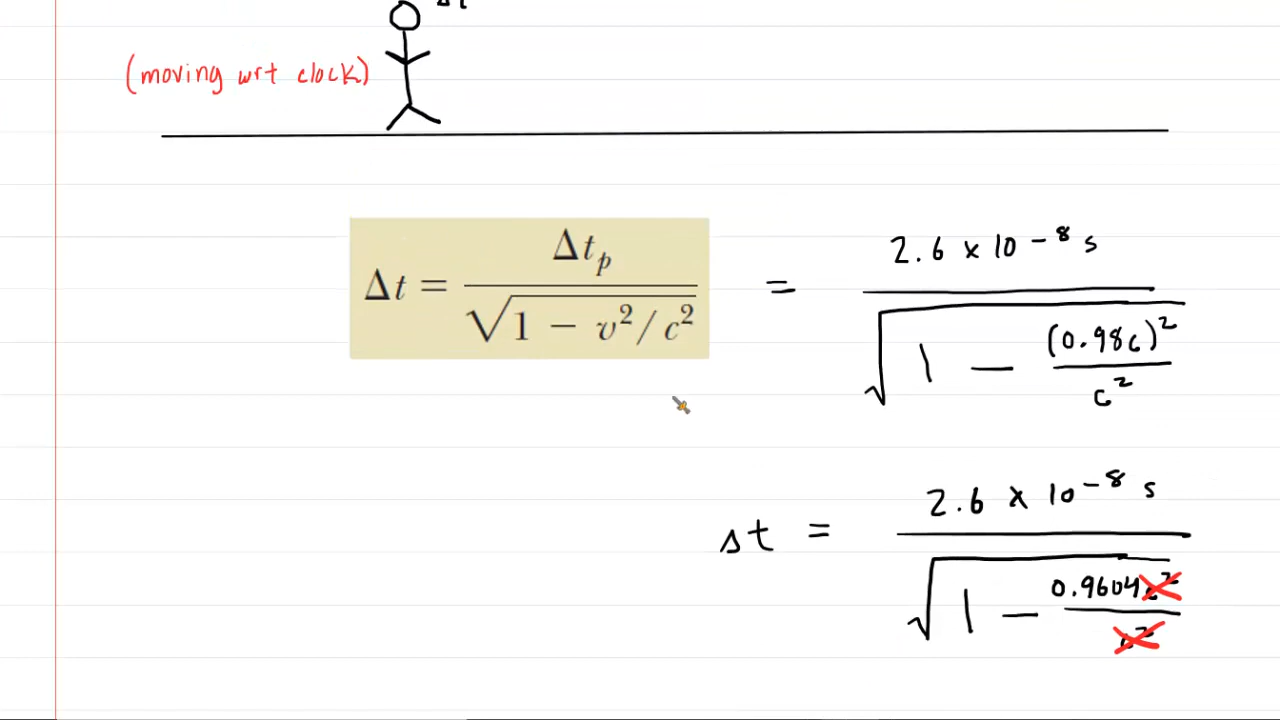 Δt
(moving wrt clock)
Δt = Δt_p / √(1 − v²/c²) = 2.6 × 10⁻⁸ s / √(1 − (0.98c)²/c²)
Δt = 2.6 × 10⁻⁸ s / √(1 − 0.9604c²/c²)